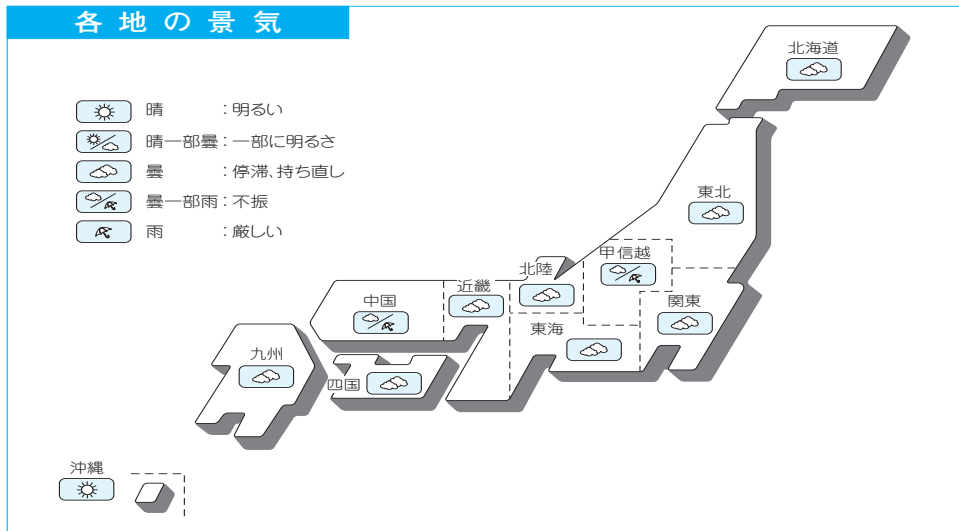 各地の景気
晴 :明るい
晴一部曇:一部に明るさ
曇 :停滞、持ち直し
曇一部雨:不振
雨 :厳しい
北海道
東北
甲信越
北陸
近畿
関東
中国
東海
九州
四国
沖縄